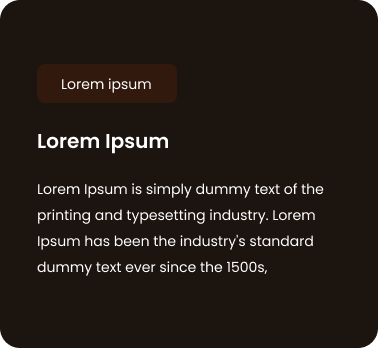 Lorem ipsum
Lorem Ipsum
Lorem Ipsum is simply dummy text of the
printing and typesetting industry. Lorem
Ipsum has been the industry's standard
dummy text ever since the 1500s,